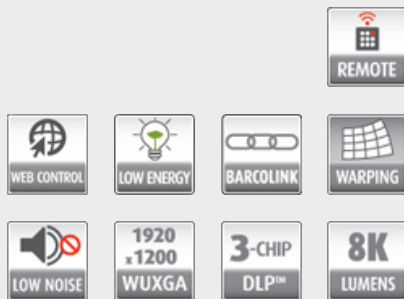 REMOTE
WEB CONTROL
LOW ENERGY
BARCOLINK
WARPING
LOW NOISE
1920
x1200
WUXGA
3-CHIP
DLP™
8K
LUMENS